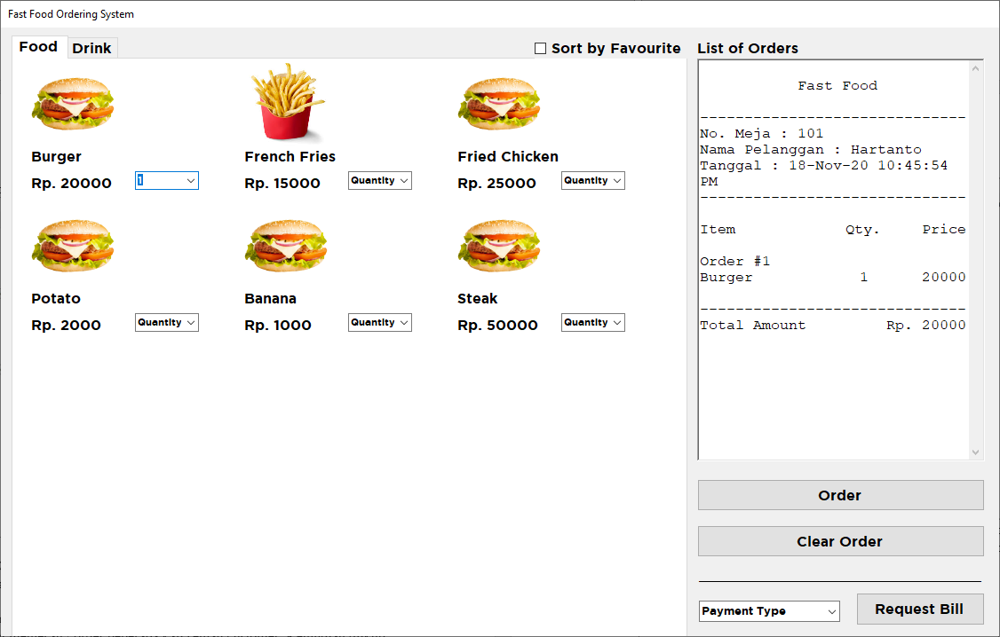 Fast Food Ordering System
Food
Drink
Sort by Favourite
Burger
French Fries
Fried Chicken
Rp. 20000
1
Rp. 15000
Quantity
Rp. 25000
Quantity
Potato
Banana
Steak
Rp. 2000
Quantity
Rp. 1000
Quantity
Rp. 50000
Quantity
List of Orders
Fast Food
------------------------------
No. Meja : 101
Nama Pelanggan : Hartanto
Tanggal : 18-Nov-20 10:45:54
PM
------------------------------
Item Qty. Price
Order #1
Burger 1 20000
------------------------------
Total Amount Rp. 20000
Order
Clear Order
Payment Type
Request Bill